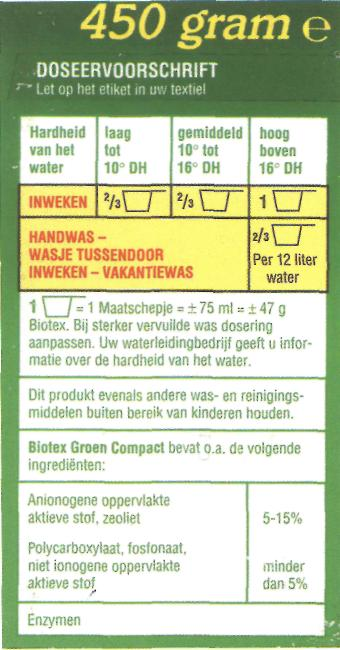 450 gram e
DOSEERVOORSCHRIFT
Let op het etiket in uw textiel
Hardheid van het water
laag tot 10° DH
gemiddeld 10° tot 16° DH
hoog boven 16° DH
INWEKEN 2/3 2/3 1
HANDWAS –
WASJE TUSSENDOOR
INWEKEN – VAKANTIEWAS
2/3
Per 12 liter
water
1 = 1 Maatschepje = ± 75 ml = ± 47 g
Biotex. Bij sterker vervuilde was dosering
aanpassen. Uw waterleidingbedrijf geeft u infor-
matie over de hardheid van het water.
Dit produkt evenals andere was- en reinigings-
middelen buiten bereik van kinderen houden.
Biotex Groen Compact bevat o.a. de volgende
ingrediënten:
Anionogene oppervlakte
aktieve stof, zeoliet 5-15%
Polycarboxylaat, fosfonaat,
niet ionogene oppervlakte minder
aktieve stof dan 5%
Enzymen